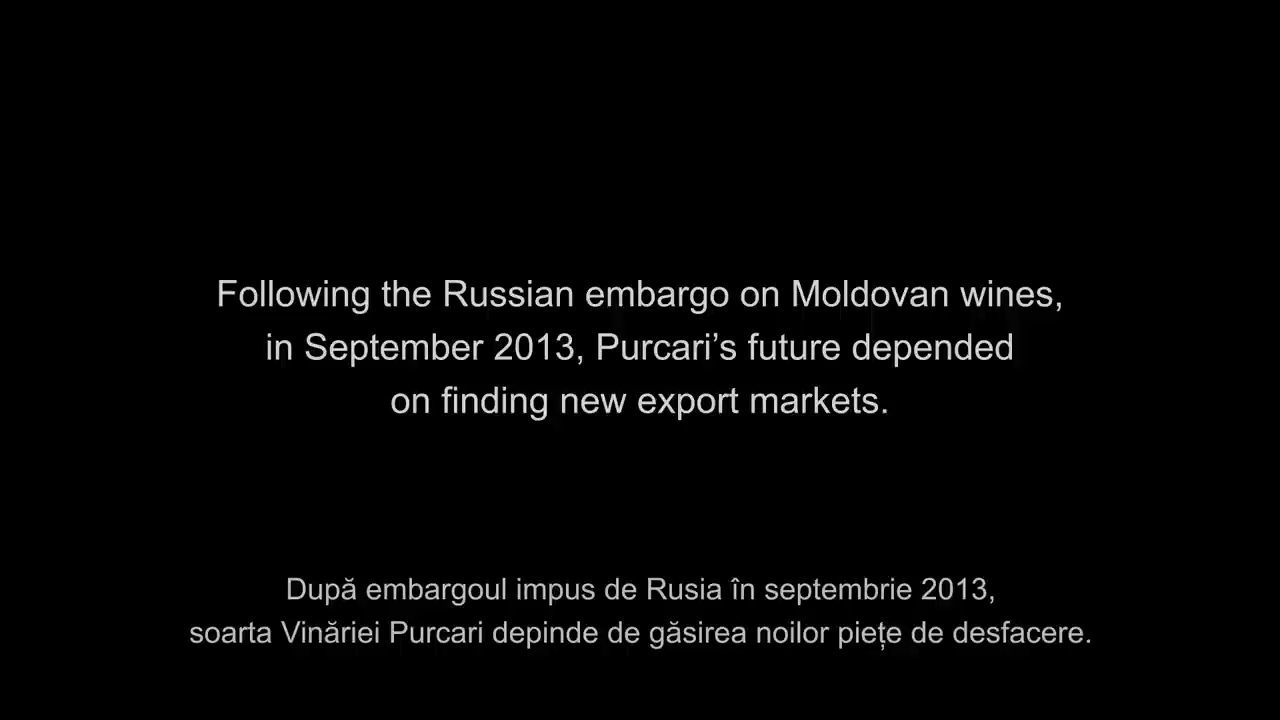 Following the Russian embargo on Moldovan wines,
in September 2013, Purcari’s future depended
on finding new export markets.
După embargoul impus de Rusia în septembrie 2013,
soarta Vinăriei Purcari depinde de găsirea noilor piețe de desfacere.